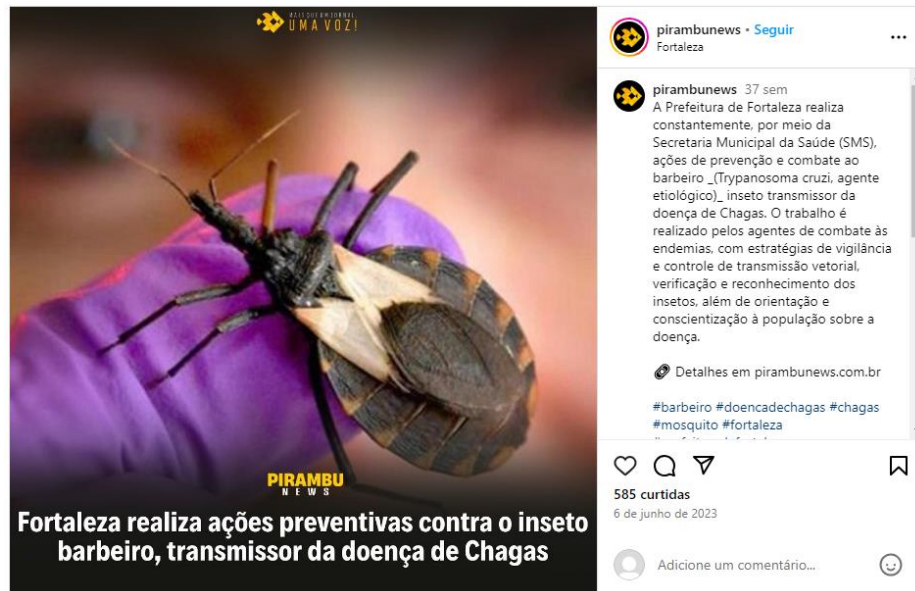 MAIS QUE UM JORNAL,
UMA VOZ!
PIRAMBU
NEWS
Fortaleza realiza ações preventivas contra o inseto
barbeiro, transmissor da doença de Chagas
pirambunews • Seguir
Fortaleza
pirambunews 37 sem
A Prefeitura de Fortaleza realiza
constantemente, por meio da
Secretaria Municipal da Saúde (SMS),
ações de prevenção e combate ao
barbeiro _(Trypanosoma cruzi, agente
etiológico)_ inseto transmissor da
doença de Chagas. O trabalho é
realizado pelos agentes de combate às
endemias, com estratégias de vigilância
e controle de transmissão vetorial,
verificação e reconhecimento dos
insetos, além de orientação e
conscientização à população sobre a
doença.
Detalhes em pirambunews.com.br
#barbeiro #doencadechagas #chagas
#mosquito #fortaleza
585 curtidas
6 de junho de 2023
Adicione um comentário...